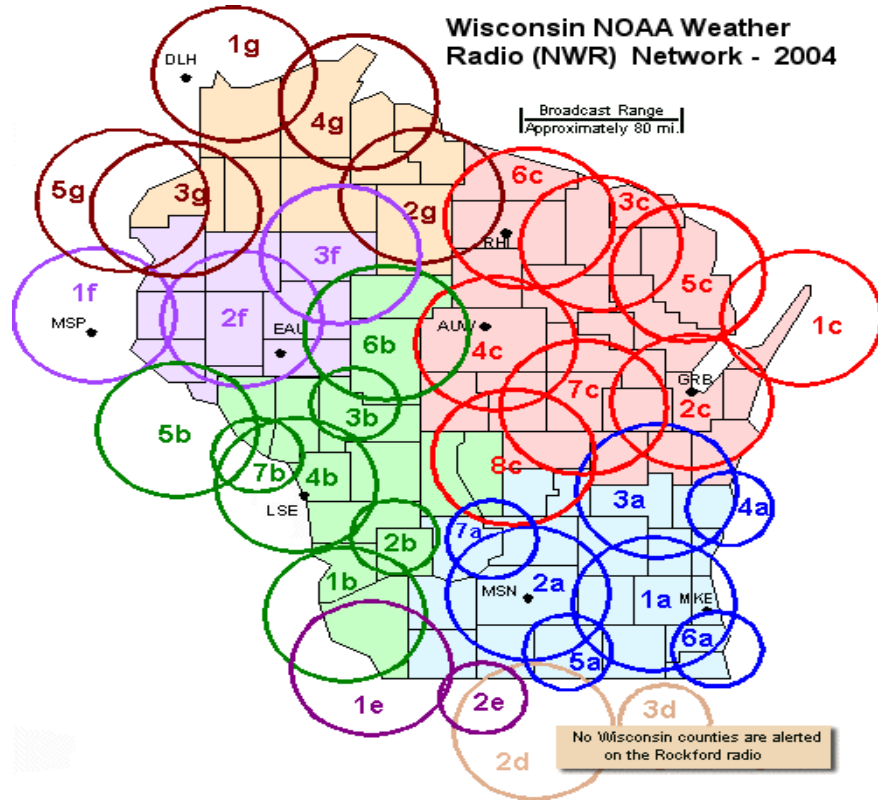 Wisconsin NOAA Weather
Radio (NWR) Network - 2004
Broadcast Range
Approximately 80 mi.
1g
DLH
4g
5g
3g
2g
6c
3c
RHI
5c
1c
1f
MSP
2f
3f
EAU
6b
AUW
4c
7c
GRB
2c
5b
3b
7b
4b
LSE
8c
3a
4a
2b
7a
1b
MSN
2a
1a
MKE
5a
6a
1e
2e
2d
3d
No Wisconsin counties are alerted
on the Rockford radio